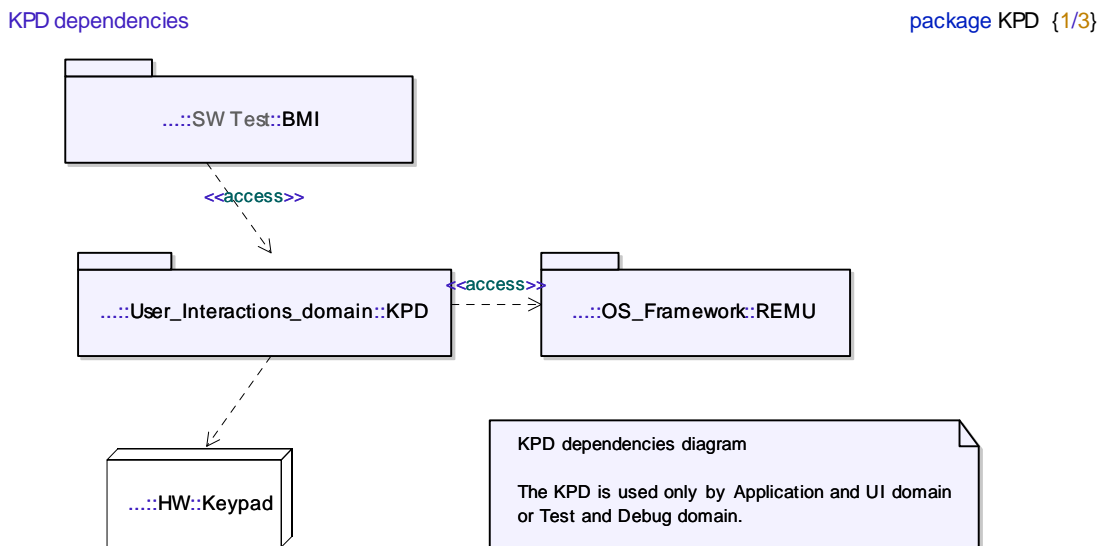 KPD dependencies
package KPD {1/3}
...::SW Test::BMI
<<access>>
<<access>>
...::User_Interactions_domain::KPD
...::OS_Framework::REMU
KPD dependencies diagram
...::HW::Keypad
The KPD is used only by Application and UI domain
or Test and Debug domain.